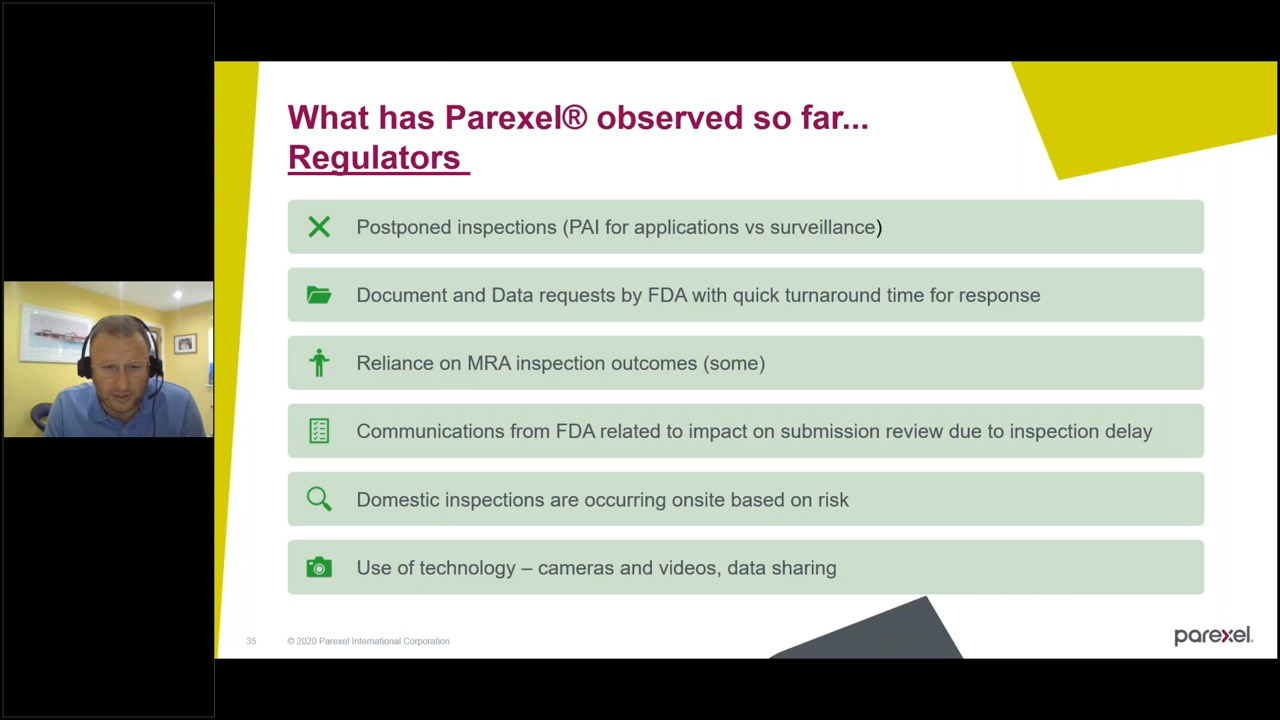 What has Parexel® observed so far...
Regulators
Postponed inspections (PAI for applications vs surveillance)
Document and Data requests by FDA with quick turnaround time for response
Reliance on MRA inspection outcomes (some)
Communications from FDA related to impact on submission review due to inspection delay
Domestic inspections are occurring onsite based on risk
Use of technology – cameras and videos, data sharing
35 © 2020 Parexel International Corporation
parexel.